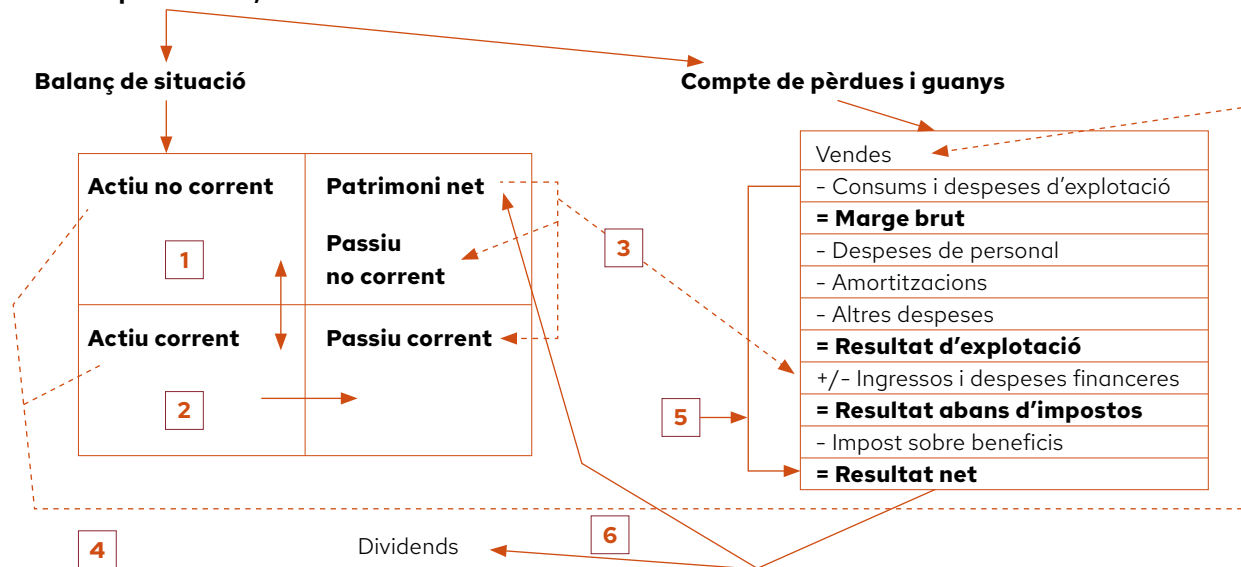 Balanç de situació
Compte de pèrdues i guanys
Actiu no corrent
Patrimoni net
1
Passiu
no corrent
Actiu corrent
Passiu corrent
2
3
Vendes
- Consums i despeses d'explotació
= Marge brut
- Despeses de personal
- Amortitzacions
- Altres despeses
= Resultat d'explotació
+/- Ingressos i despeses financeres
= Resultat abans d'impostos
- Impost sobre beneficis
= Resultat net
5
4
Dividends
6